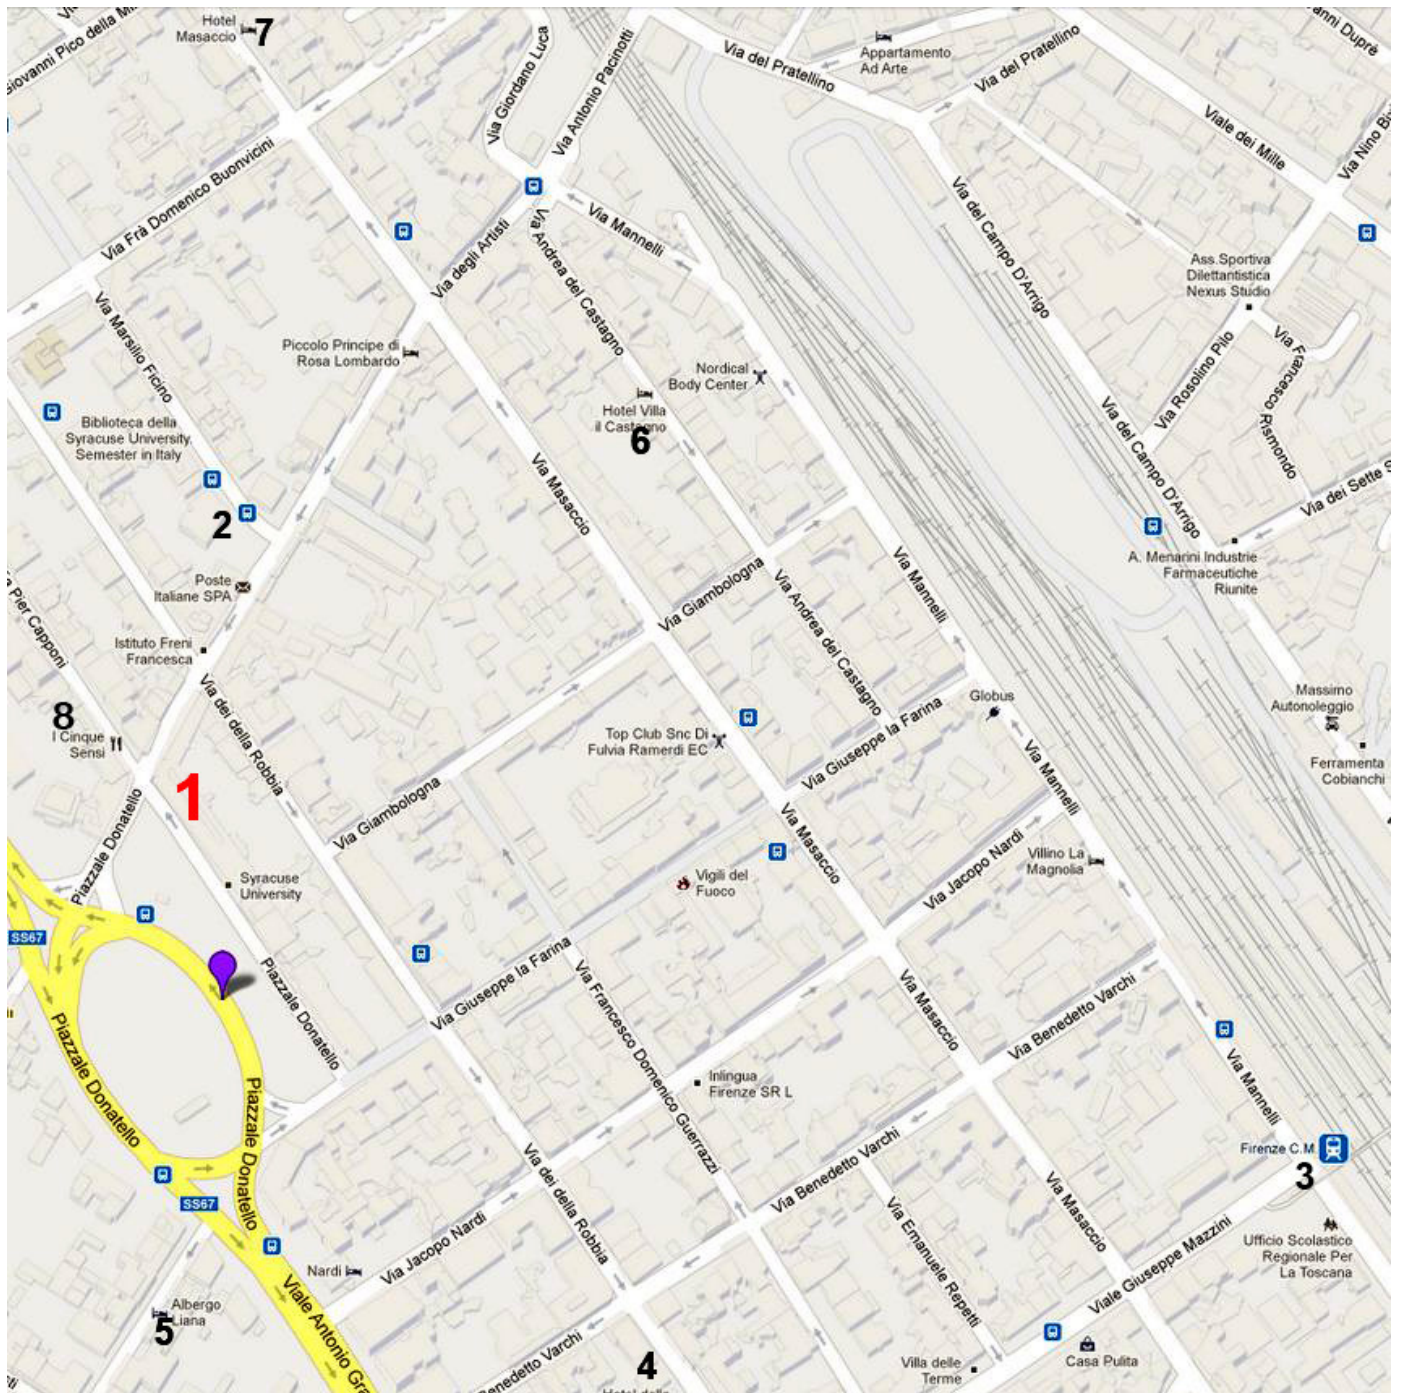 Hotel
Masaccio
7
Giovanni Pico della Mi
Via Giordano Luca
Via Antonio Pacinotti
Via del Pratellino
Appartamento
Ad Arte
Via del Pratellino
Viale dei Mille
Via Nino Bi
anni Duprè
Via Frà Domenico Buonvicini
Via degli Artisti
Via Mannelli
Via Andrea del Castagno
Via del Campo D'Arrigo
Ass.Sportiva
Dilettantistica
Nexus Studio
Via Marsilio Ficino
Piccolo Principe di
Rosa Lombardo
Nordical
Body Center
Via Rosolino Pilo
Via Francesco Rismondo
Biblioteca della
Syracuse University.
Semester in Italy
Hotel Villa
il Castagno
6
Via Masaccio
Via del Campo D'Arrigo
Via dei Sette S
2
A. Menarini Industrie
Farmaceutiche
Riunite
Poste
Italiane SPA
Via Giambologna
Via Andrea del Castagno
Via Mannelli
Pier Capponi
Istituto Freni
Francesca
8
I Cinque
Sensi
Via dei della Robbia
Top Club Snc Di
Fulvia Ramerdi EC
Via Giuseppe la Farina
Globus
Massimo
Autonoleggio
Ferramenta
Cobianchi
1
Via Giambologna
Via Mannelli
Piazzale Donatello
Syracuse
University
Vigili del
Fuoco
Via Masaccio
Via Jacopo Nardi
Villino La
Magnolia
SS67
Piazzale Donatello
Via Giuseppe la Farina
Via Francesco Domenico Guerrazzi
Via Masaccio
Via Benedetto Varchi
Piazzale Donatello
Piazzale Donatello
Inlingua
Firenze SR L
Via Mannelli
Firenze C.M.
3
SS67
Via dei della Robbia
Via Benedetto Varchi
Via Emanuele Repetti
Via Masaccio
Viale Giuseppe Mazzini
Ufficio Scolastico
Regionale Per
La Toscana
Nardi
Via Jacopo Nardi
Albergo
Liana
5
Viale Antonio Gra
Benedetto Varchi
4
Villa delle
Terme
Casa Pulita